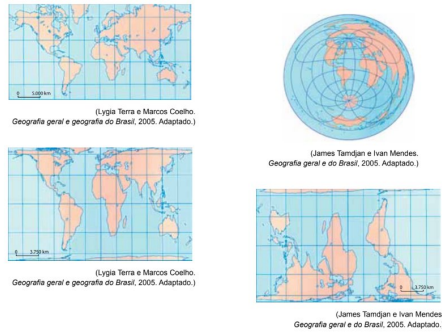 0 5.000 km
(Lygia Terra e Marcos Coelho.
Geografia geral e geografia do Brasil, 2005. Adaptado.)
0 3.750 km
(Lygia Terra e Marcos Coelho.
Geografia geral e geografia do Brasil, 2005. Adaptado.)
(James Tamdjan e Ivan Mendes.
Geografia geral e do Brasil, 2005. Adaptado.)
0 3.750 km
(James Tamdjan e Ivan Mendes
Geografia geral e do Brasil, 2005. Adaptado.